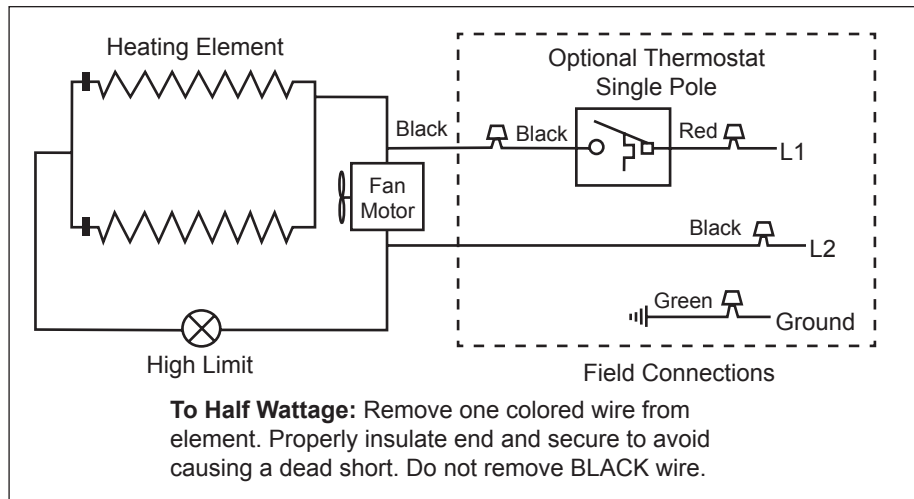 Heating Element
Optional Thermostat
Single Pole
Black
Black
Red
L1
Fan
Motor
Black
L2
Green
Ground
High Limit
Field Connections
To Half Wattage: Remove one colored wire from
element. Properly insulate end and secure to avoid
causing a dead short. Do not remove BLACK wire.